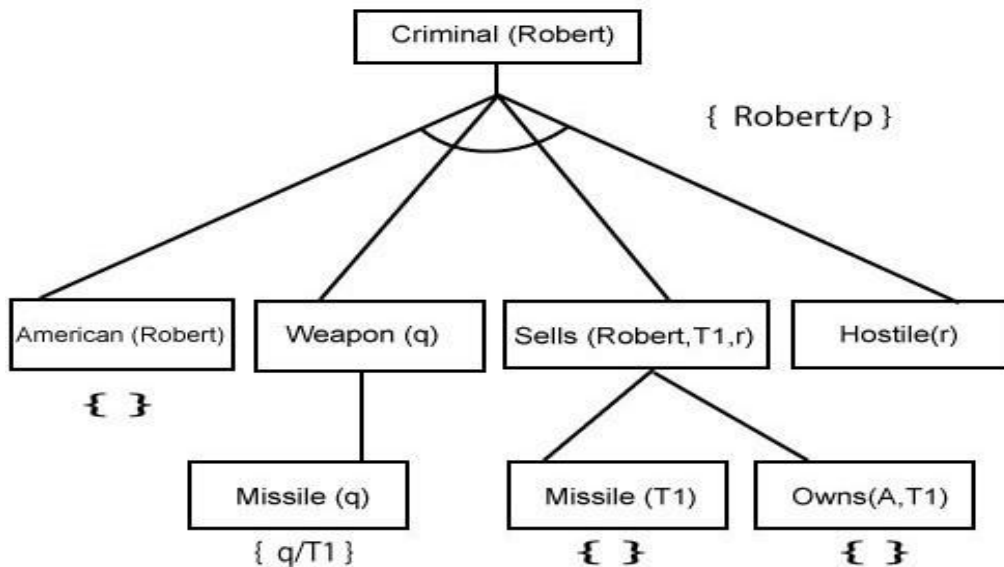 Criminal (Robert)
{ Robert/p }
American (Robert)
Weapon (q)
Sells (Robert,T1,r)
Hostile(r)
{ }
Missile (q)
Missile (T1)
Owns(A,T1)
{ q/T1 }
{ }
{ }